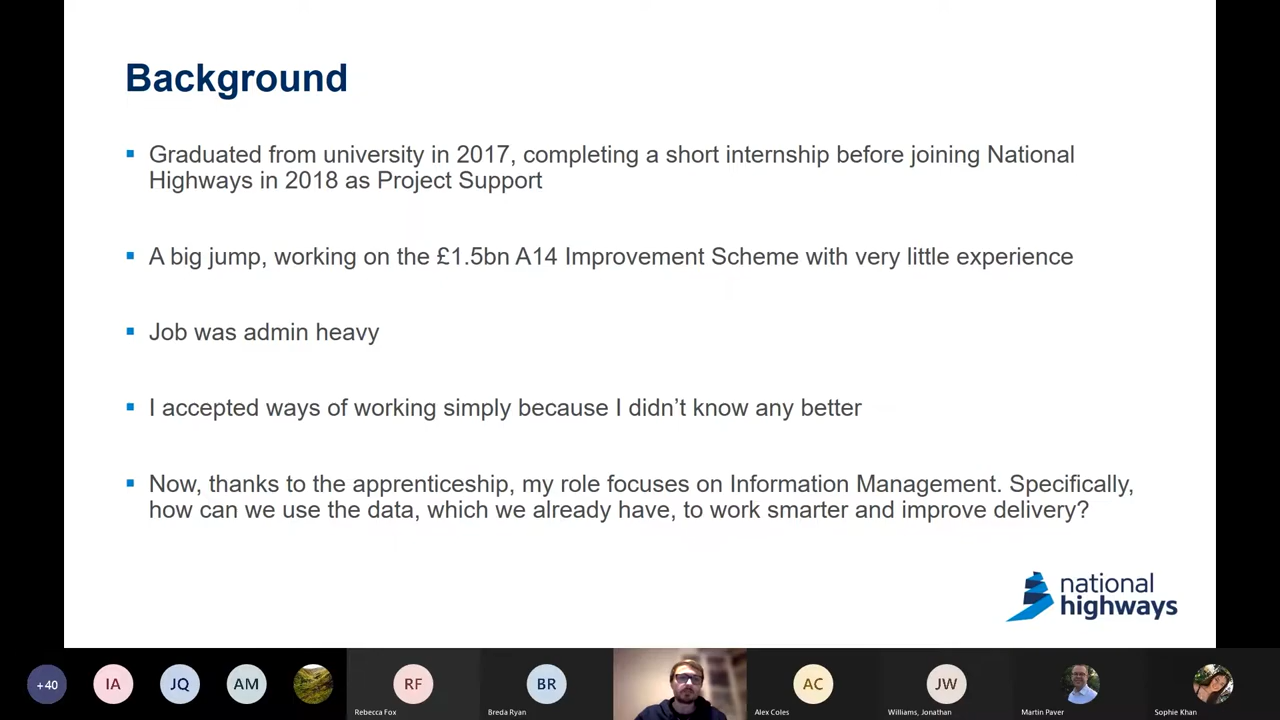 Background
Graduated from university in 2017, completing a short internship before joining National
Highways in 2018 as Project Support
A big jump, working on the £1.5bn A14 Improvement Scheme with very little experience
Job was admin heavy
I accepted ways of working simply because I didn’t know any better
Now, thanks to the apprenticeship, my role focuses on Information Management. Specifically,
how can we use the data, which we already have, to work smarter and improve delivery?
national
highways
+40
IA
JQ
AM
RF
BR
AC
JW
Rebecca Fox
Breda Ryan
Alex Coles
Williams, Jonathan
Martin Paver
Sophie Khan